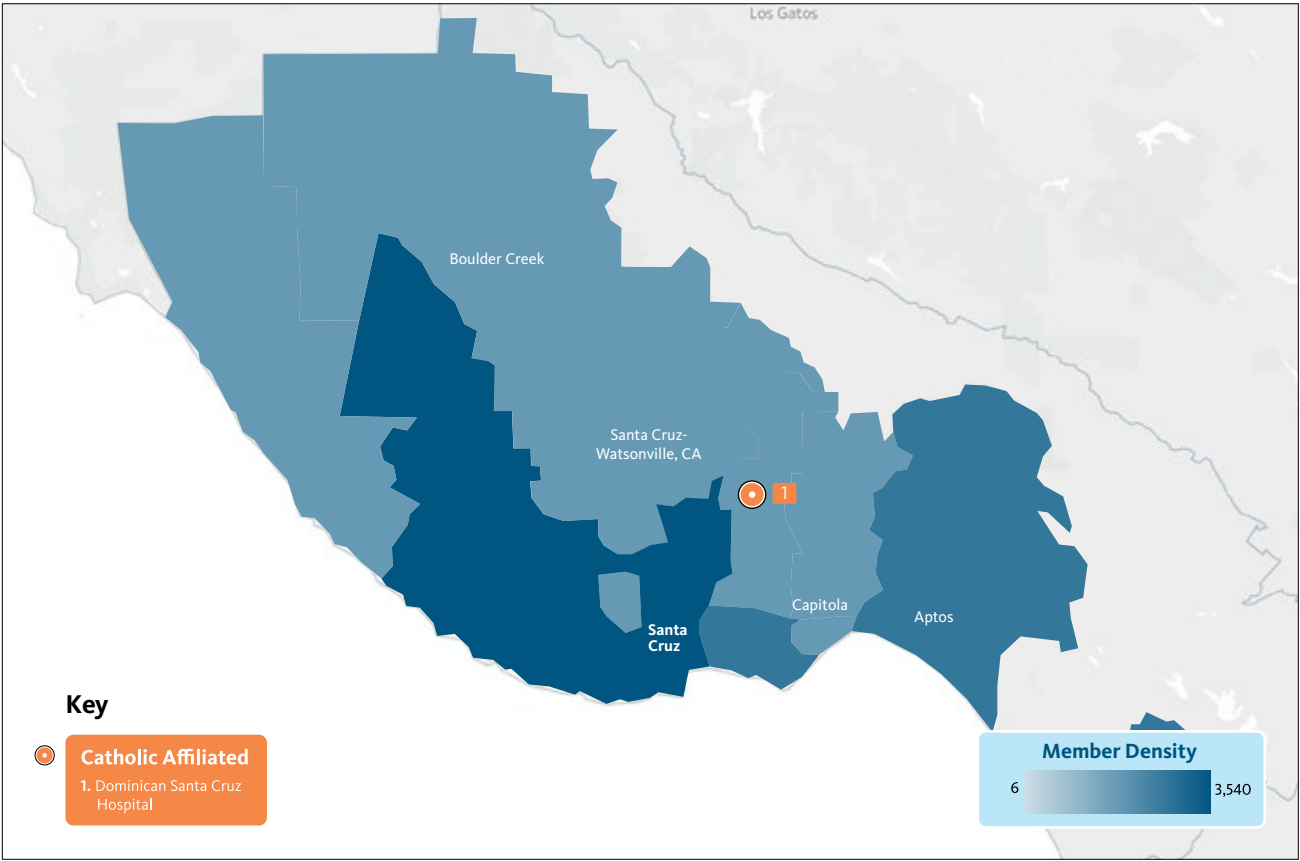 Los Gatos
Boulder Creek
Santa Cruz-
Watsonville, CA
1
Capitola
Aptos
Santa
Cruz
Key
Catholic Affiliated
1. Dominican Santa Cruz
Hospital
Member Density
6
3,540